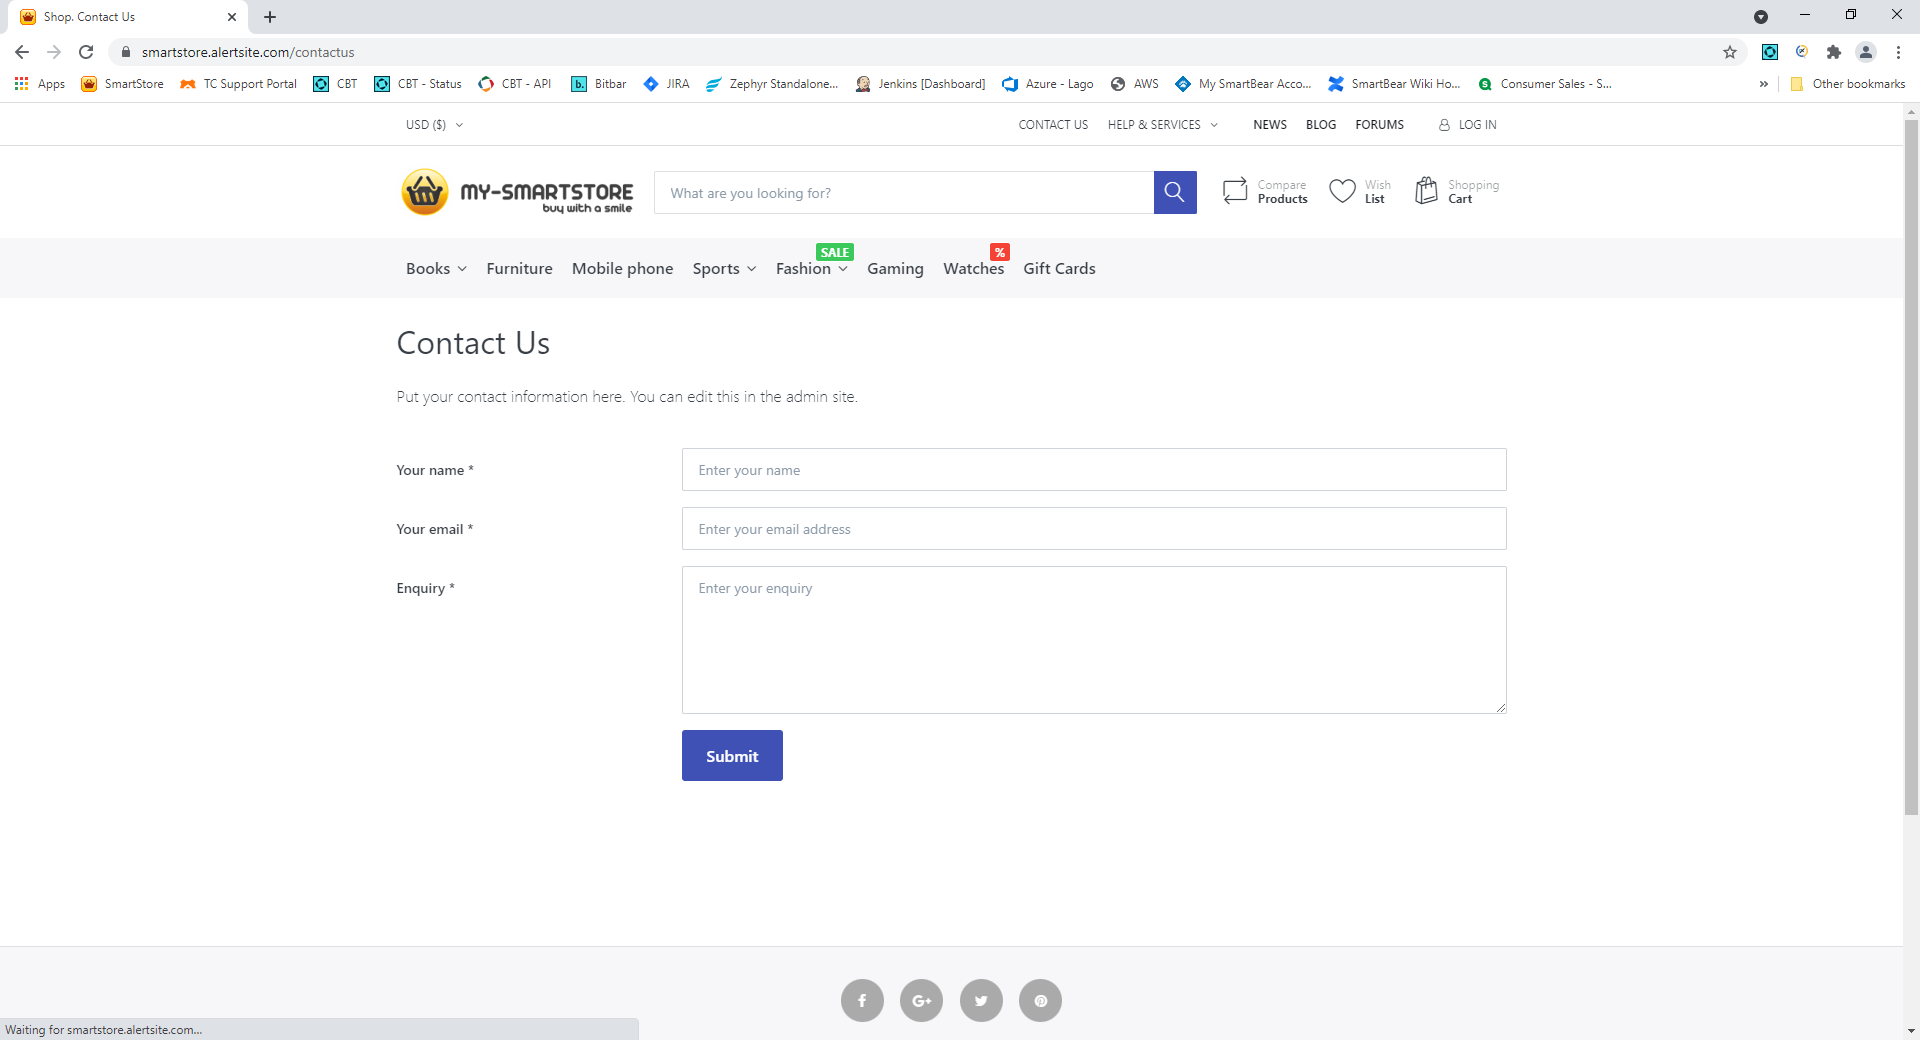 Shop. Contact Us
smartstore.alertsite.com/contactus
Apps SmartStore TC Support Portal CBT CBT - Status CBT - API Bitbar JIRA Zephyr Standalone... Jenkins [Dashboard] Azure - Lago AWS My SmartBear Acco... SmartBear Wiki Ho... Consumer Sales - S... » Other bookmarks
USD ($) CONTACT US HELP & SERVICES NEWS BLOG FORUMS LOG IN
MY-SMARTSTORE
buy with a smile
What are you looking for?
Compare
Products
Wish
List
Shopping
Cart
SALE %
Books Furniture Mobile phone Sports Fashion Gaming Watches Gift Cards
Contact Us
Put your contact information here. You can edit this in the admin site.
Your name * Enter your name
Your email * Enter your email address
Enquiry * Enter your enquiry
Submit
Waiting for smartstore.alertsite.com...